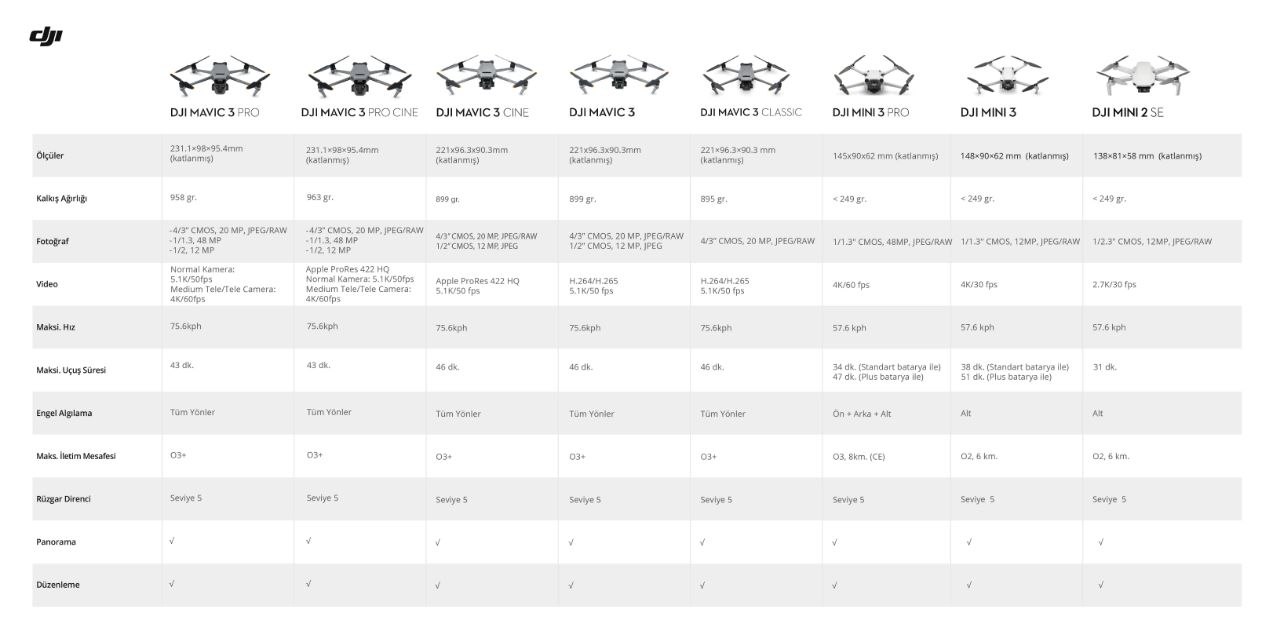 dji
DJI MAVIC 3 PRO
DJI MAVIC 3 PRO CINE
DJI MAVIC 3 CINE
DJI MAVIC 3
DJI MAVIC 3 CLASSIC
DJI MINI 3 PRO
DJI MINI 3
DJI MINI 2 SE
Ölçüler
231.1×98×95.4mm
(katlanmış)
231.1×98×95.4mm
(katlanmış)
221x96.3x90.3mm
(katlanmış)
221x96.3x90.3mm
(katlanmış)
221×96.3×90.3 mm
(katlanmış)
145x90x62 mm (katlanmış)
148×90×62 mm (katlanmış)
138×81×58 mm (katlanmış)
Kalkış Ağırlığı
958 gr.
963 gr.
899 gr.
899 gr.
895 gr.
< 249 gr.
< 249 gr.
< 249 gr.
Fotoğraf
-4/3" CMOS, 20 MP, JPEG/RAW
-1/1.3, 48 MP
-1/2, 12 MP
-4/3" CMOS, 20 MP, JPEG/RAW
-1/1.3, 48 MP
-1/2, 12 MP
4/3" CMOS, 20 MP, JPEG/RAW
1/2" CMOS, 12 MP, JPEG
4/3" CMOS, 20 MP, JPEG/RAW
1/2" CMOS, 12 MP, JPEG
4/3" CMOS, 20 MP, JPEG/RAW
1/1.3" CMOS, 48MP, JPEG/RAW
1/1.3" CMOS, 12MP, JPEG/RAW
1/2.3" CMOS, 12MP, JPEG/RAW
Video
Normal Kamera:
5.1K/50fps
Medium Tele/Tele Camera:
4K/60fps
Apple ProRes 422 HQ
Normal Kamera: 5.1K/50fps
Medium Tele/Tele Camera:
4K/60fps
Apple ProRes 422 HQ
5.1K/50 fps
H.264/H.265
5.1K/50 fps
H.264/H.265
5.1K/50 fps
4K/60 fps
4K/30 fps
2.7K/30 fps
Maksi. Hız
75.6kph
75.6kph
75.6kph
75.6kph
75.6kph
57.6 kph
57.6 kph
57.6 kph
Maksi. Uçuş Süresi
43 dk.
43 dk.
46 dk.
46 dk.
46 dk.
34 dk. (Standart batarya ile)
47 dk. (Plus batarya ile)
38 dk. (Standart batarya ile)
51 dk. (Plus batarya ile)
31 dk.
Engel Algılama
Tüm Yönler
Tüm Yönler
Tüm Yönler
Tüm Yönler
Tüm Yönler
Ön + Arka + Alt
Alt
Alt
Maks. İletim Mesafesi
O3+
O3+
O3+
O3+
O3+
O3, 8km. (CE)
O2, 6 km.
O2, 6 km.
Rüzgar Direnci
Seviye 5
Seviye 5
Seviye 5
Seviye 5
Seviye 5
Seviye 5
Seviye 5
Seviye 5
Panorama
√
√
√
√
√
√
√
√
Düzenleme
√
√
√
√
√
√
√
√